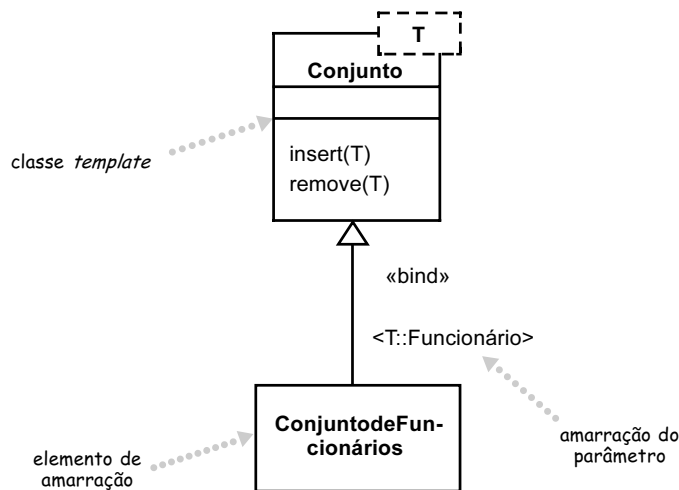 T
Conjunto
classe template
insert(T)
remove(T)
«bind»
<T::Funcionário>
ConjuntodeFun-
cionários
elemento de
amarração
amarração do
parâmetro